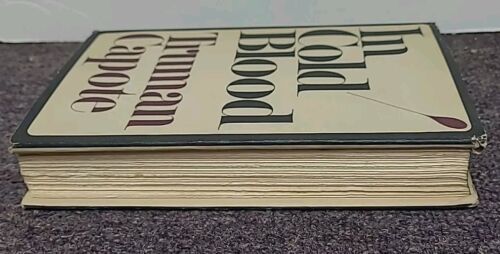 In
Cold
Blood
Truman
Capote